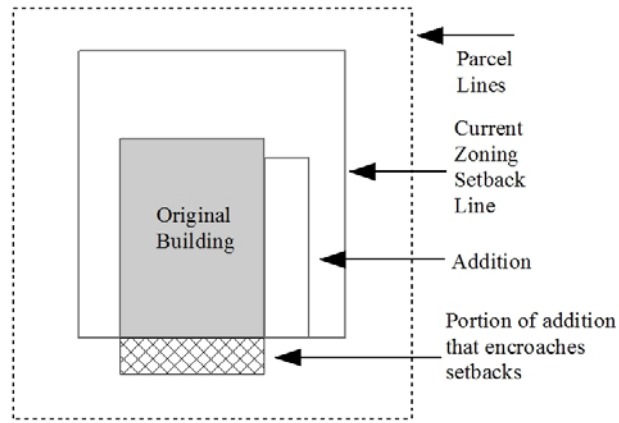 Parcel
Lines
Current
Zoning
Setback
Line
Original
Building
Addition
Portion of addition
that encroaches
setbacks